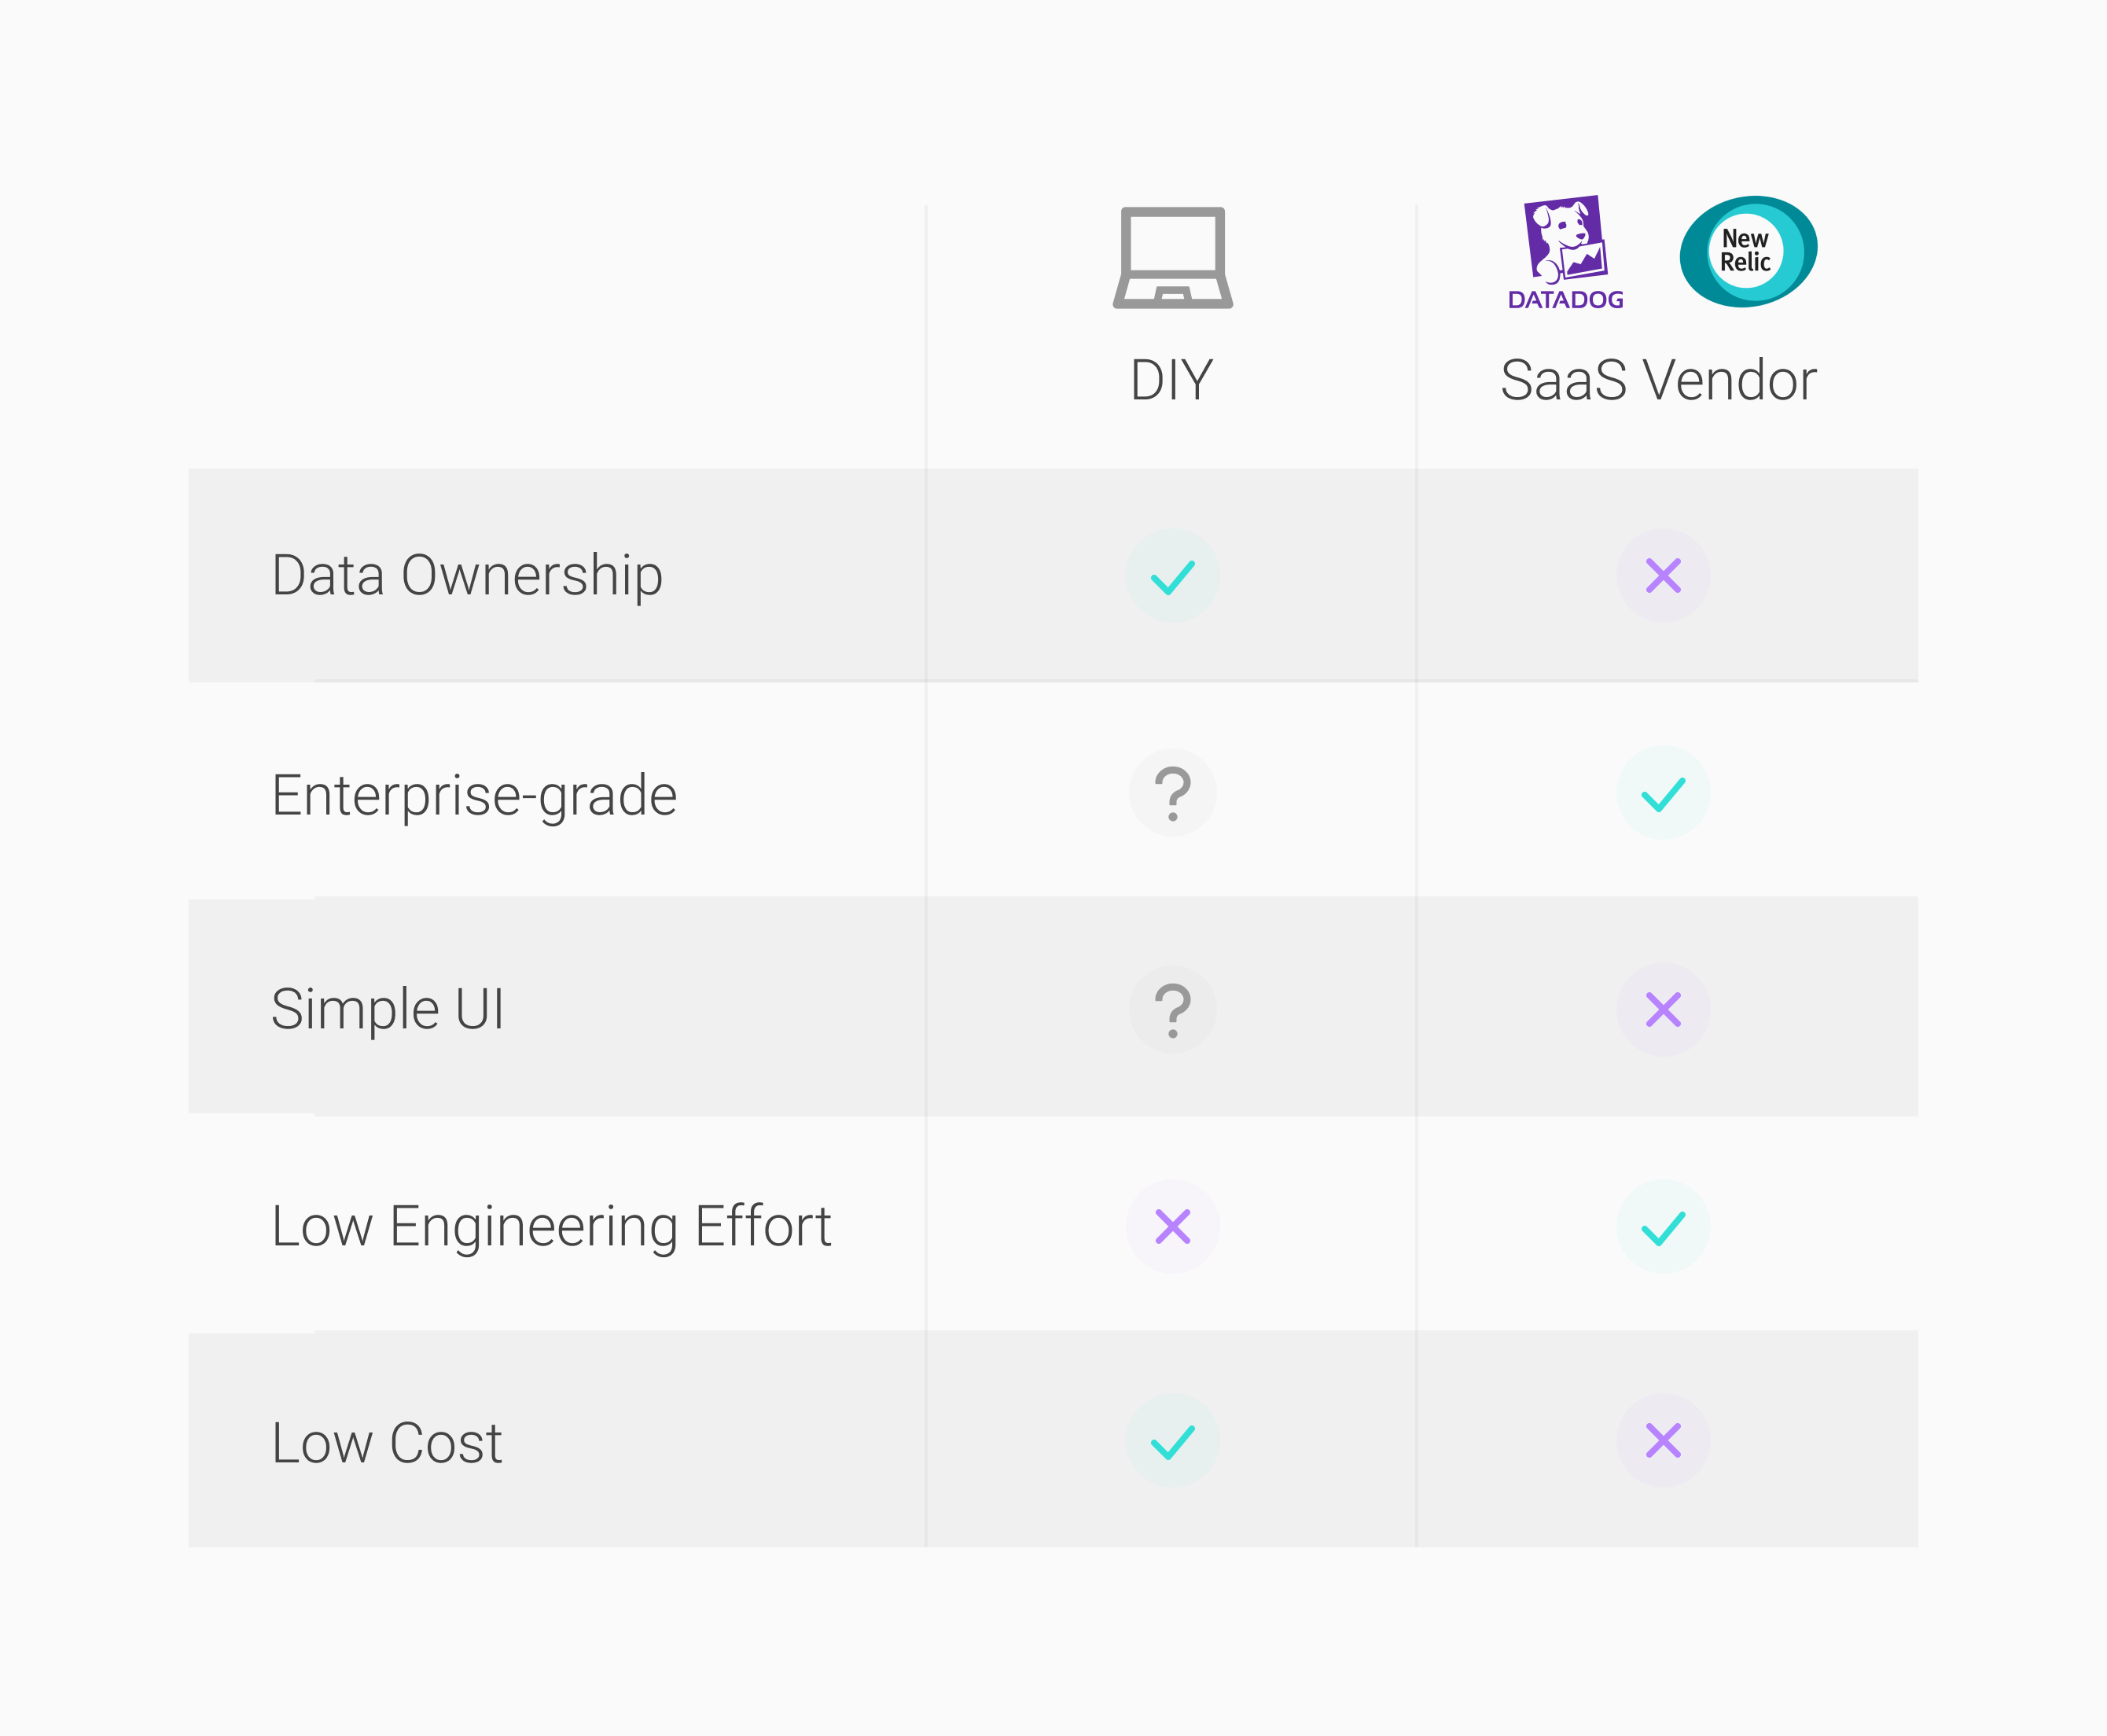 DATADOG
New
Relic
DIY
SaaS Vendor
Data Ownership
Enterprise-grade
?
Simple UI
?
Low Engineering Effort
Low Cost